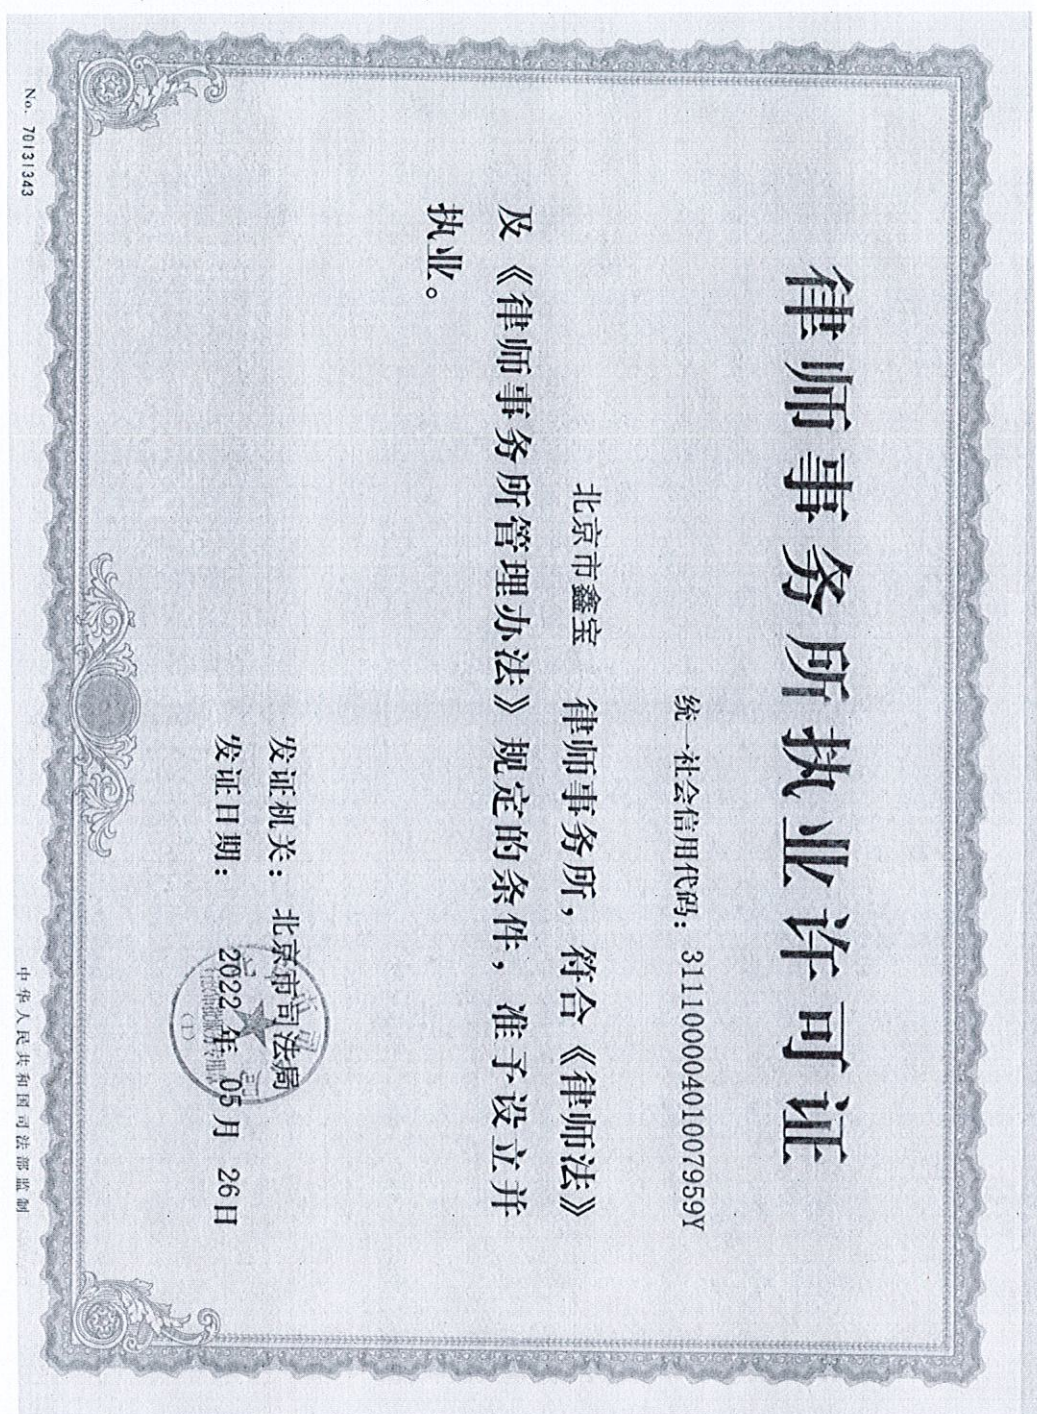 律师事务所执业许可证
统一社会信用代码：311100004010079​59Y
北京市鑫宝 律师事务所，符合《律师法》
及《律师事务所管理办法》规定的条件，准予设立并
执业。
发证机关： 北京市司法局
发证日期： 2022年 05月 26日
No. 70131343
中华人民共和国司法部监制